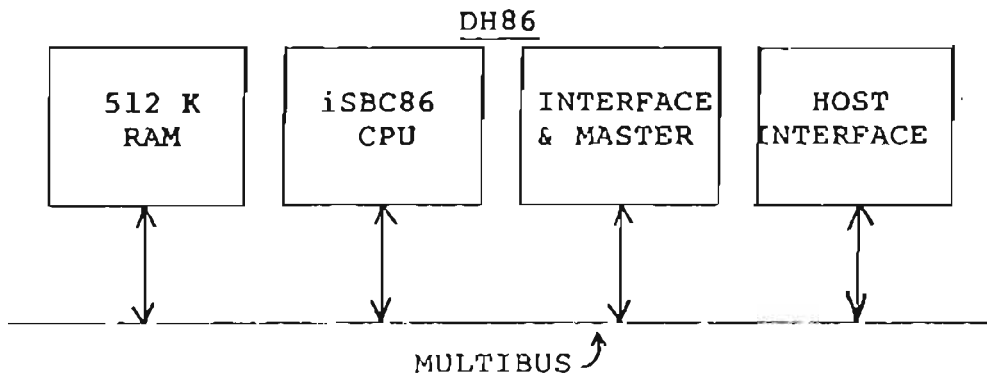 DH86
512 K
RAM
iSBC86
CPU
INTERFACE
& MASTER
HOST
INTERFACE
MULTIBUS